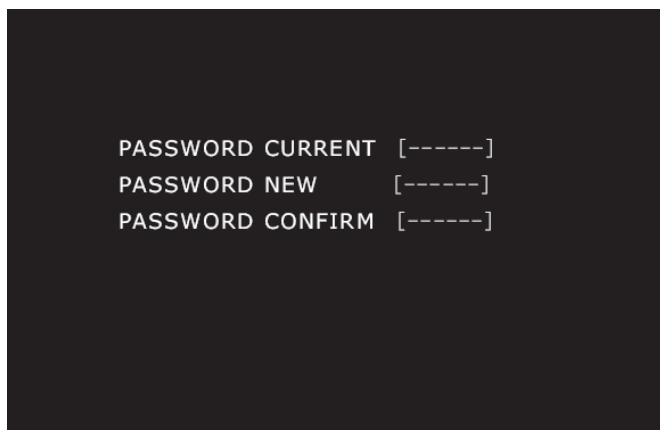 PASSWORD CURRENT [------]
PASSWORD NEW [------]
PASSWORD CONFIRM [------]